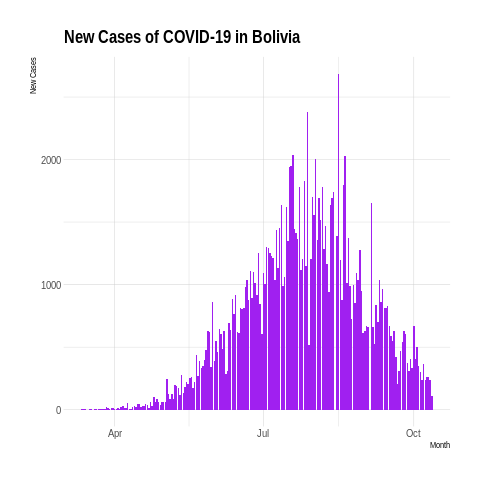 New Cases of COVID-19 in Bolivia
New Cases
2000
1000
0
Apr
Jul
Oct
Month